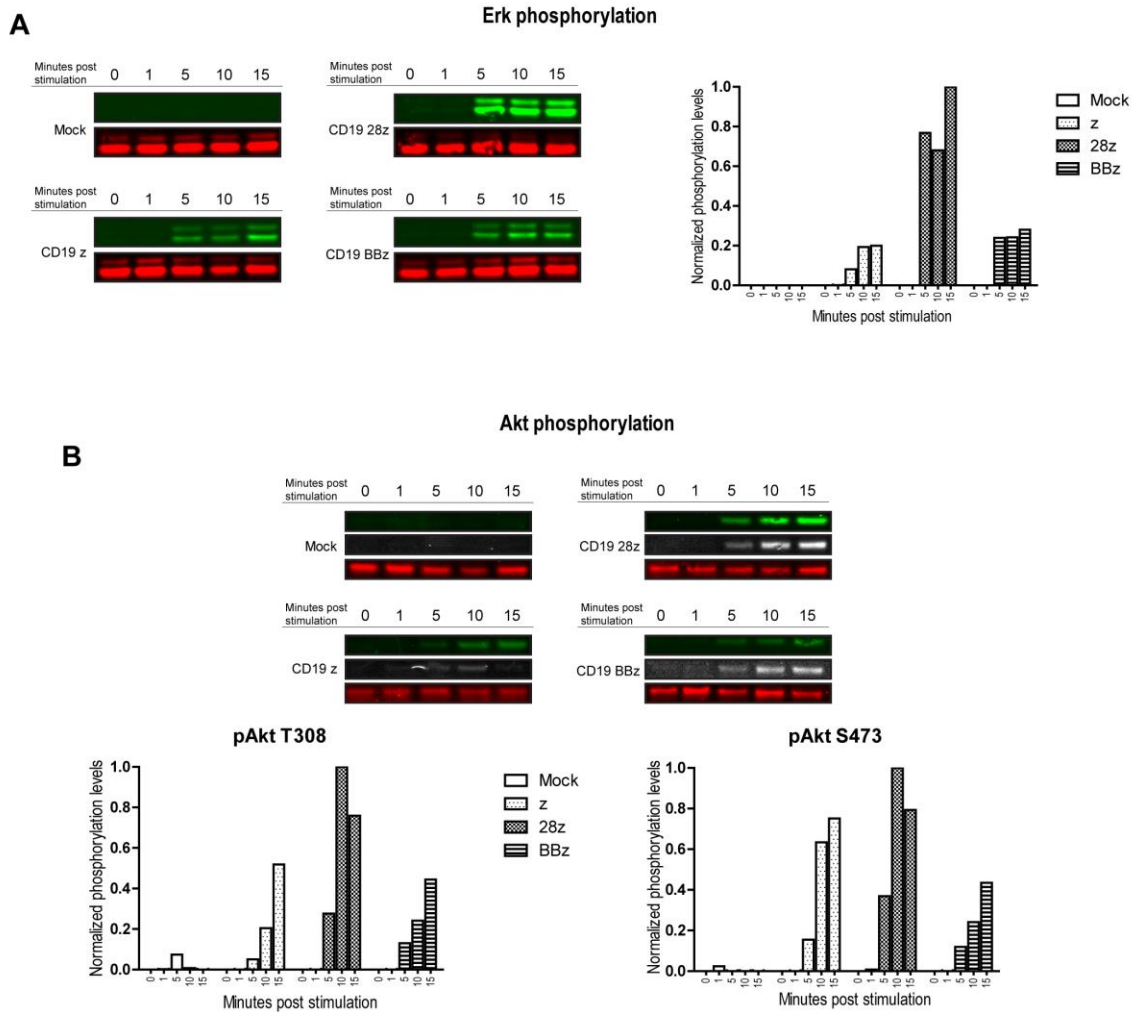 Erk phosphorylation
A
Minutes post
stimulation
0 1 5 10 15
Mock
Minutes post
stimulation
0 1 5 10 15
CD19 28z
Minutes post
stimulation
0 1 5 10 15
CD19 z
Minutes post
stimulation
0 1 5 10 15
CD19 BBz
Normalized phosphorylation levels
1.0
0.8
0.6
0.4
0.2
0.0
0 1 5 10 15 0 1 5 10 15 0 1 5 10 15 0 1 5 10 15
Minutes post stimulation
Mock
z
28z
BBz
Akt phosphorylation
B
Minutes post
stimulation
0 1 5 10 15
Mock
Minutes post
stimulation
0 1 5 10 15
CD19 28z
Minutes post
stimulation
0 1 5 10 15
CD19 z
Minutes post
stimulation
0 1 5 10 15
CD19 BBz
pAkt T308
Normalized phosphorylation levels
1.0
0.8
0.6
0.4
0.2
0.0
0 1 5 10 15 0 1 5 10 15 0 1 5 10 15 0 1 5 10 15
Minutes post stimulation
Mock
z
28z
BBz
pAkt S473
Normalized phosphorylation levels
1.0
0.8
0.6
0.4
0.2
0.0
0 1 5 10 15 0 1 5 10 15 0 1 5 10 15 0 1 5 10 15
Minutes post stimulation